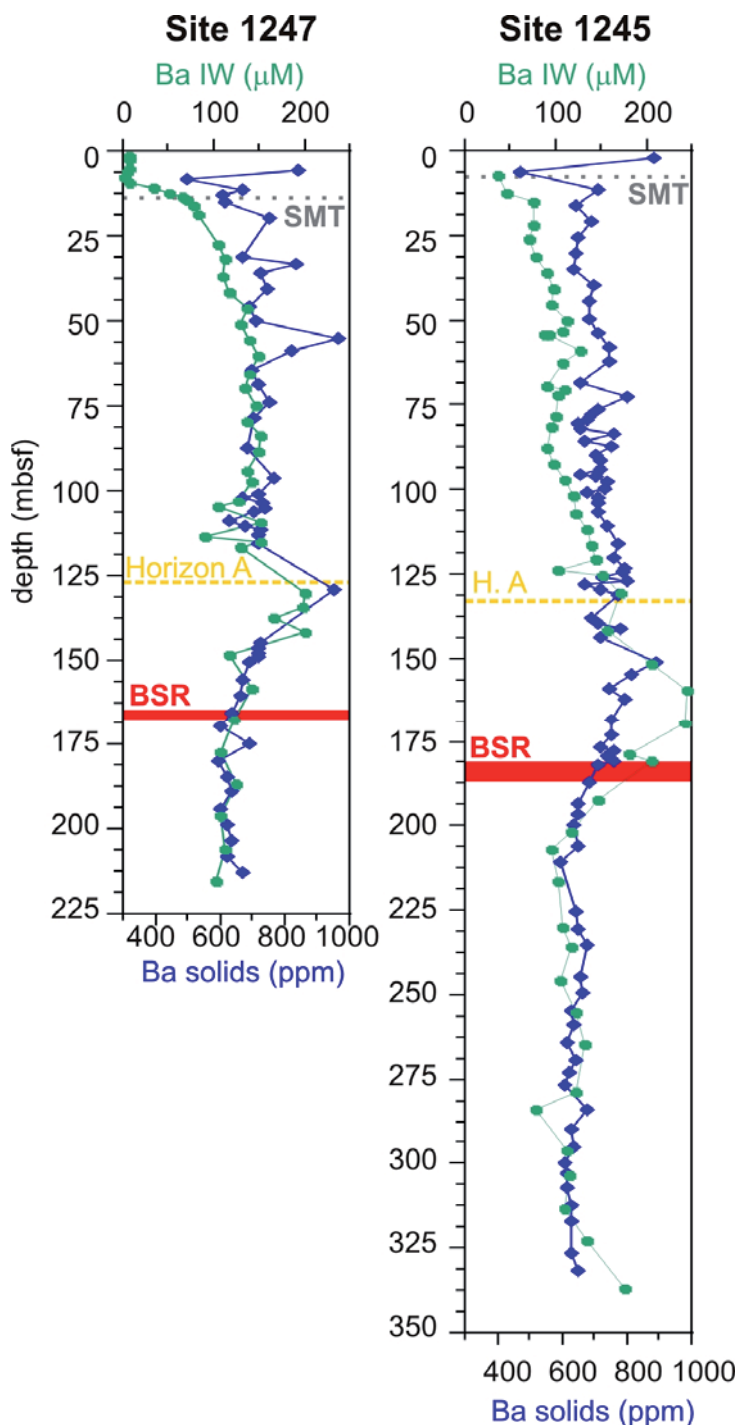 Site 1247
Ba IW (μM)
0 100 200
depth (mbsf)
0
25
50
75
100
125
150
175
200
225
SMT
Horizon A
BSR
400 600 800 1000
Ba solids (ppm)
Site 1245
Ba IW (μM)
0 100 200
0
25
50
75
100
125
150
175
200
225
250
275
300
325
350
SMT
H. A
BSR
400 600 800 1000
Ba solids (ppm)